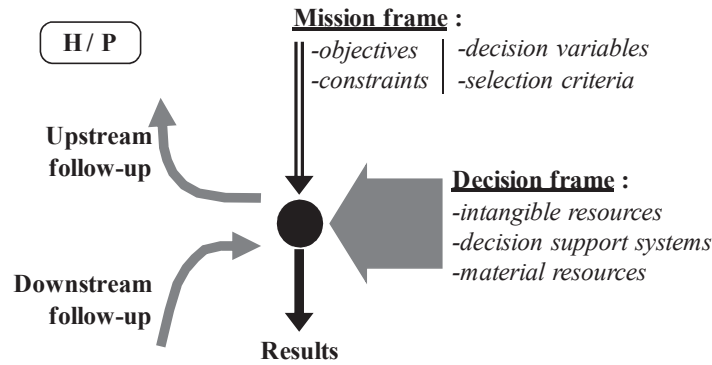 H / P
Mission frame :
-objectives
-constraints
-decision variables
-selection criteria
Upstream
follow-up
Decision frame :
-intangible resources
-decision support systems
-material resources
Downstream
follow-up
Results